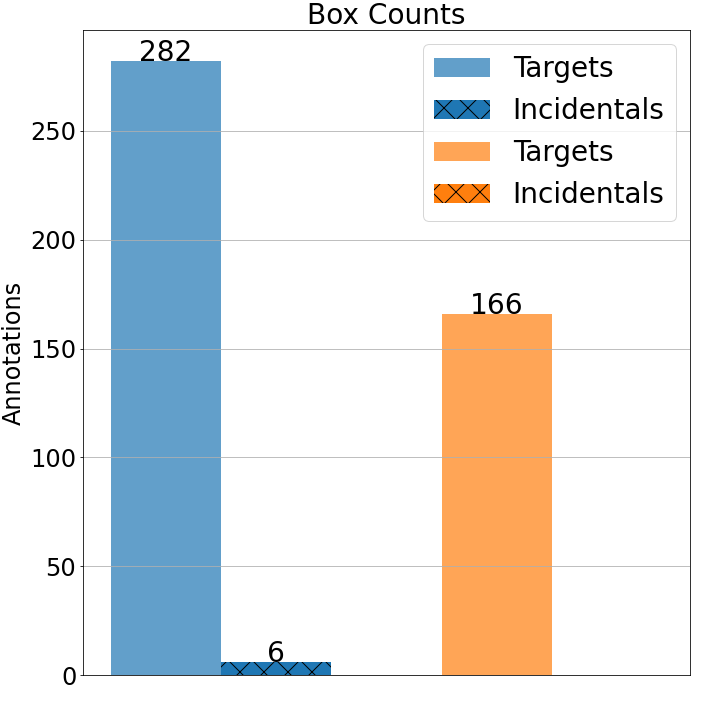 Box Counts
282
Targets
Incidentals
Targets
Incidentals
250
200
166
150
Annotations
100
50
6
0